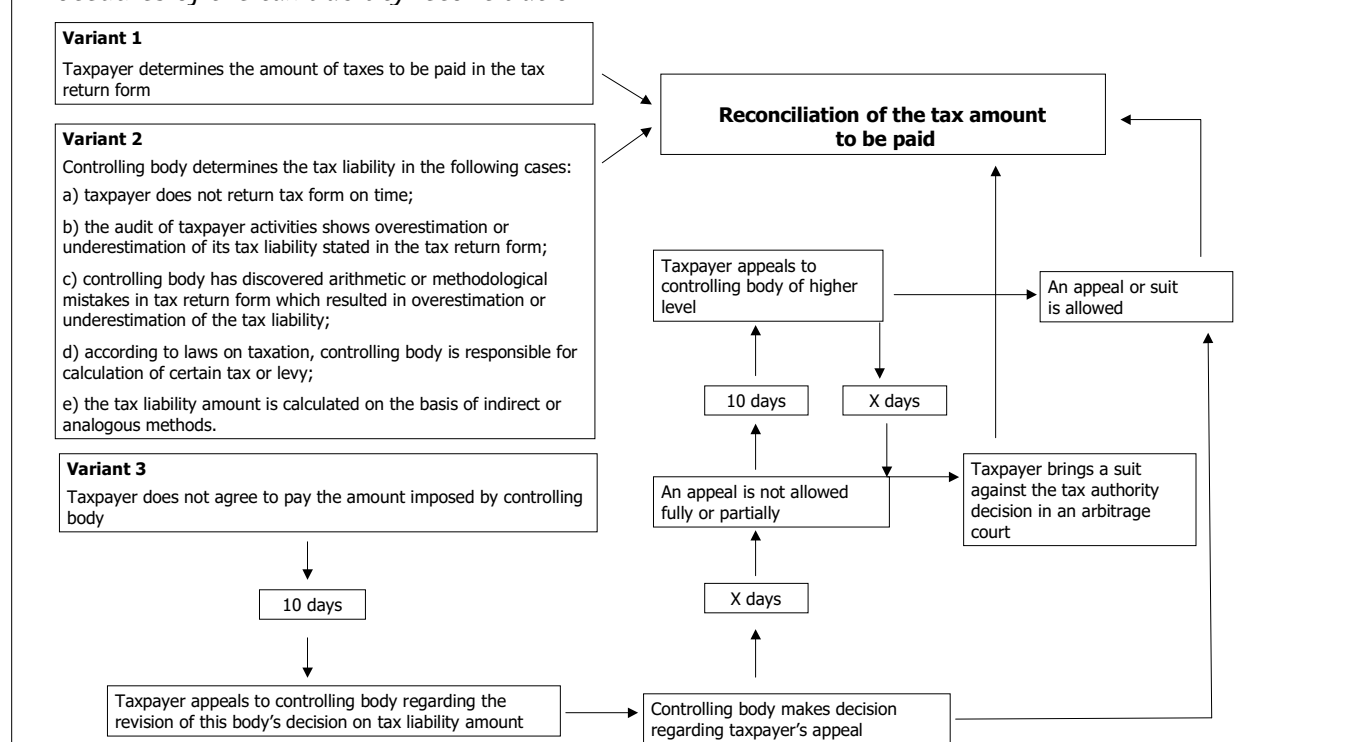 Variant 1
Taxpayer determines the amount of taxes to be paid in the tax
return form
Variant 2
Controlling body determines the tax liability in the following cases:
a) taxpayer does not return tax form on time;
b) the audit of taxpayer activities shows overestimation or
underestimation of its tax liability stated in the tax return form;
c) controlling body has discovered arithmetic or methodological
mistakes in tax return form which resulted in overestimation or
underestimation of the tax liability;
d) according to laws on taxation, controlling body is responsible for
calculation of certain tax or levy;
e) the tax liability amount is calculated on the basis of indirect or
analogous methods.
Variant 3
Taxpayer does not agree to pay the amount imposed by controlling
body
10 days
Taxpayer appeals to controlling body regarding the
revision of this body's decision on tax liability amount
Reconciliation of the tax amount
to be paid
Taxpayer appeals to
controlling body of higher
level
An appeal or suit
is allowed
10 days
X days
An appeal is not allowed
fully or partially
Taxpayer brings a suit
against the tax authority
decision in an arbitrage
court
X days
Controlling body makes decision
regarding taxpayer's appeal